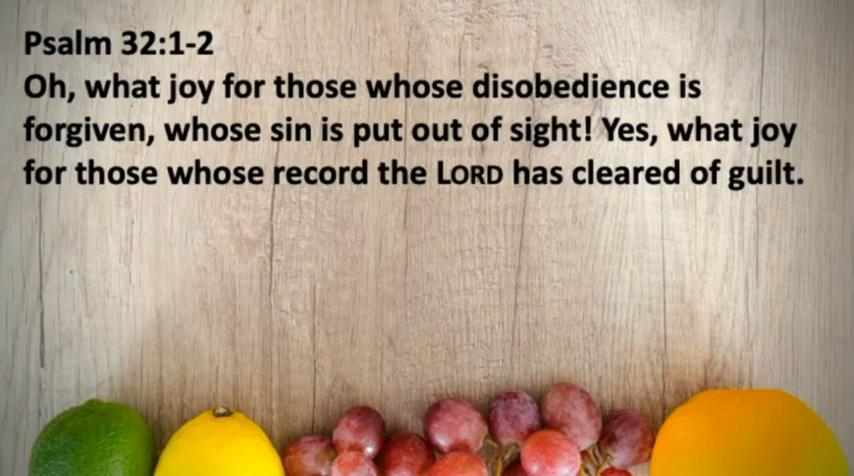 Psalm 32:1-2
Oh, what joy for those whose disobedience is
forgiven, whose sin is put out of sight! Yes, what joy
for those whose record the LORD has cleared of guilt.